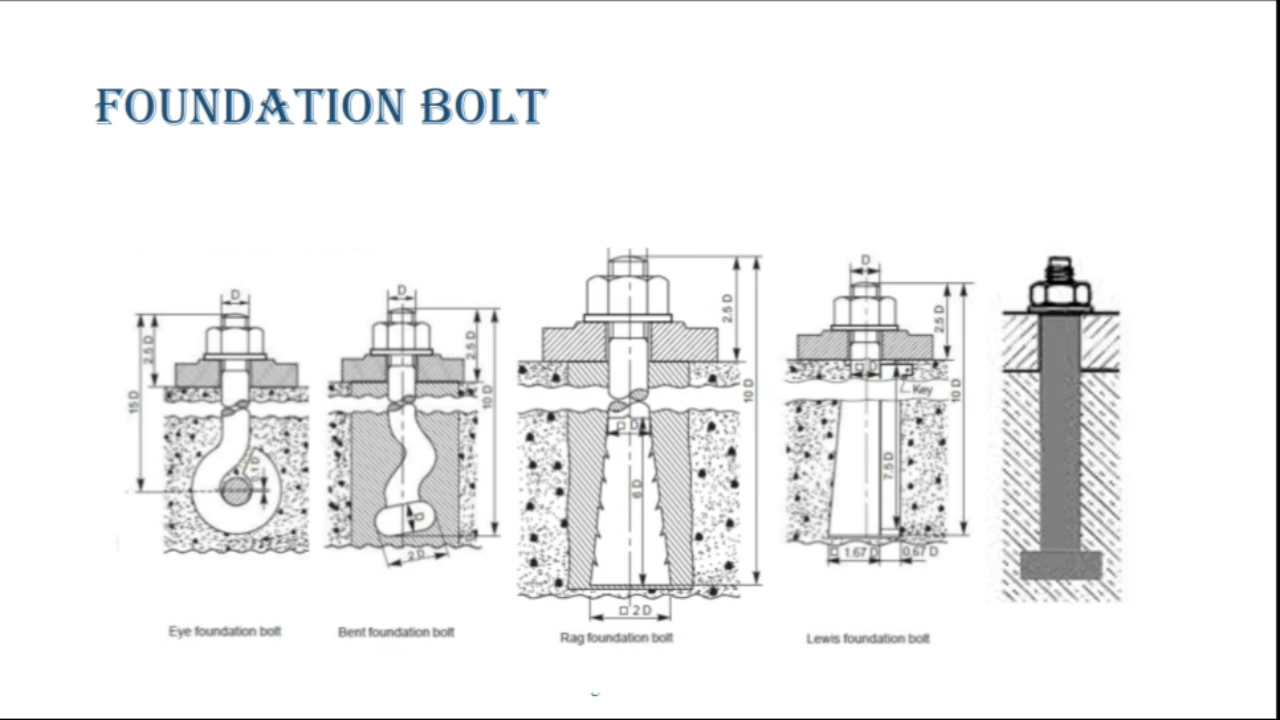 FOUNDATION BOLT
D
2.5 D
15 D
1 D
D
2.5 D
10 D
2 D
2.5 D
10 D
□ D
6 D
□ 2 D
D
2.5 D
10 D
Key
7.5 D
□ 1.67 D
0.67 D
Eye foundation bolt
Bent foundation bolt
Rag foundation bolt
Lewis foundation bolt